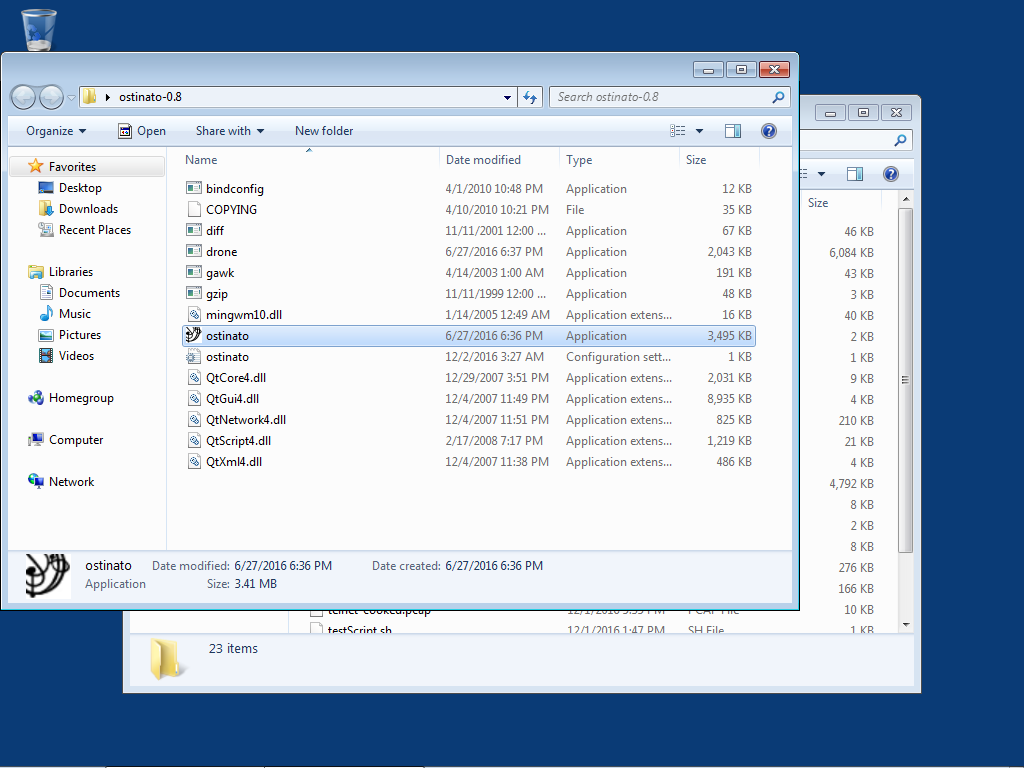 ostinato-0.8
Search ostinato-0.8
Organize Open Share with New folder
Name Date modified Type Size
Favorites
Desktop
Downloads
Recent Places
Libraries
Documents
Music
Pictures
Videos
Homegroup
Computer
Network
bindconfig 4/1/2010 10:48 PM Application 12 KB
COPYING 4/10/2010 10:21 PM File 35 KB
diff 11/11/2001 12:00 ... Application 67 KB
drone 6/27/2016 6:37 PM Application 2,043 KB
gawk 4/14/2003 1:00 AM Application 191 KB
gzip 11/11/1999 12:00 ... Application 48 KB
mingwm10.dll 1/14/2005 12:49 AM Application extens... 16 KB
ostinato 6/27/2016 6:36 PM Application 3,495 KB
ostinato 12/2/2016 3:27 AM Configuration sett... 1 KB
QtCore4.dll 12/29/2007 3:51 PM Application extens... 2,031 KB
QtGui4.dll 12/4/2007 11:49 PM Application extens... 8,935 KB
QtNetwork4.dll 12/4/2007 11:51 PM Application extens... 825 KB
QtScript4.dll 2/17/2008 7:17 PM Application extens... 1,219 KB
QtXml4.dll 12/4/2007 11:38 PM Application extens... 486 KB
ostinato Date modified: 6/27/2016 6:36 PM Date created: 6/27/2016 6:36 PM
Application Size: 3.41 MB
Size
46 KB
6,084 KB
43 KB
3 KB
40 KB
2 KB
1 KB
9 KB
4 KB
210 KB
21 KB
4 KB
4,792 KB
8 KB
2 KB
8 KB
276 KB
166 KB
telnet-cooked.pcap 12/1/2016 3:33 PM PCAP File 10 KB
testScript.sh 12/1/2016 1:47 PM SH File 1 KB
23 items